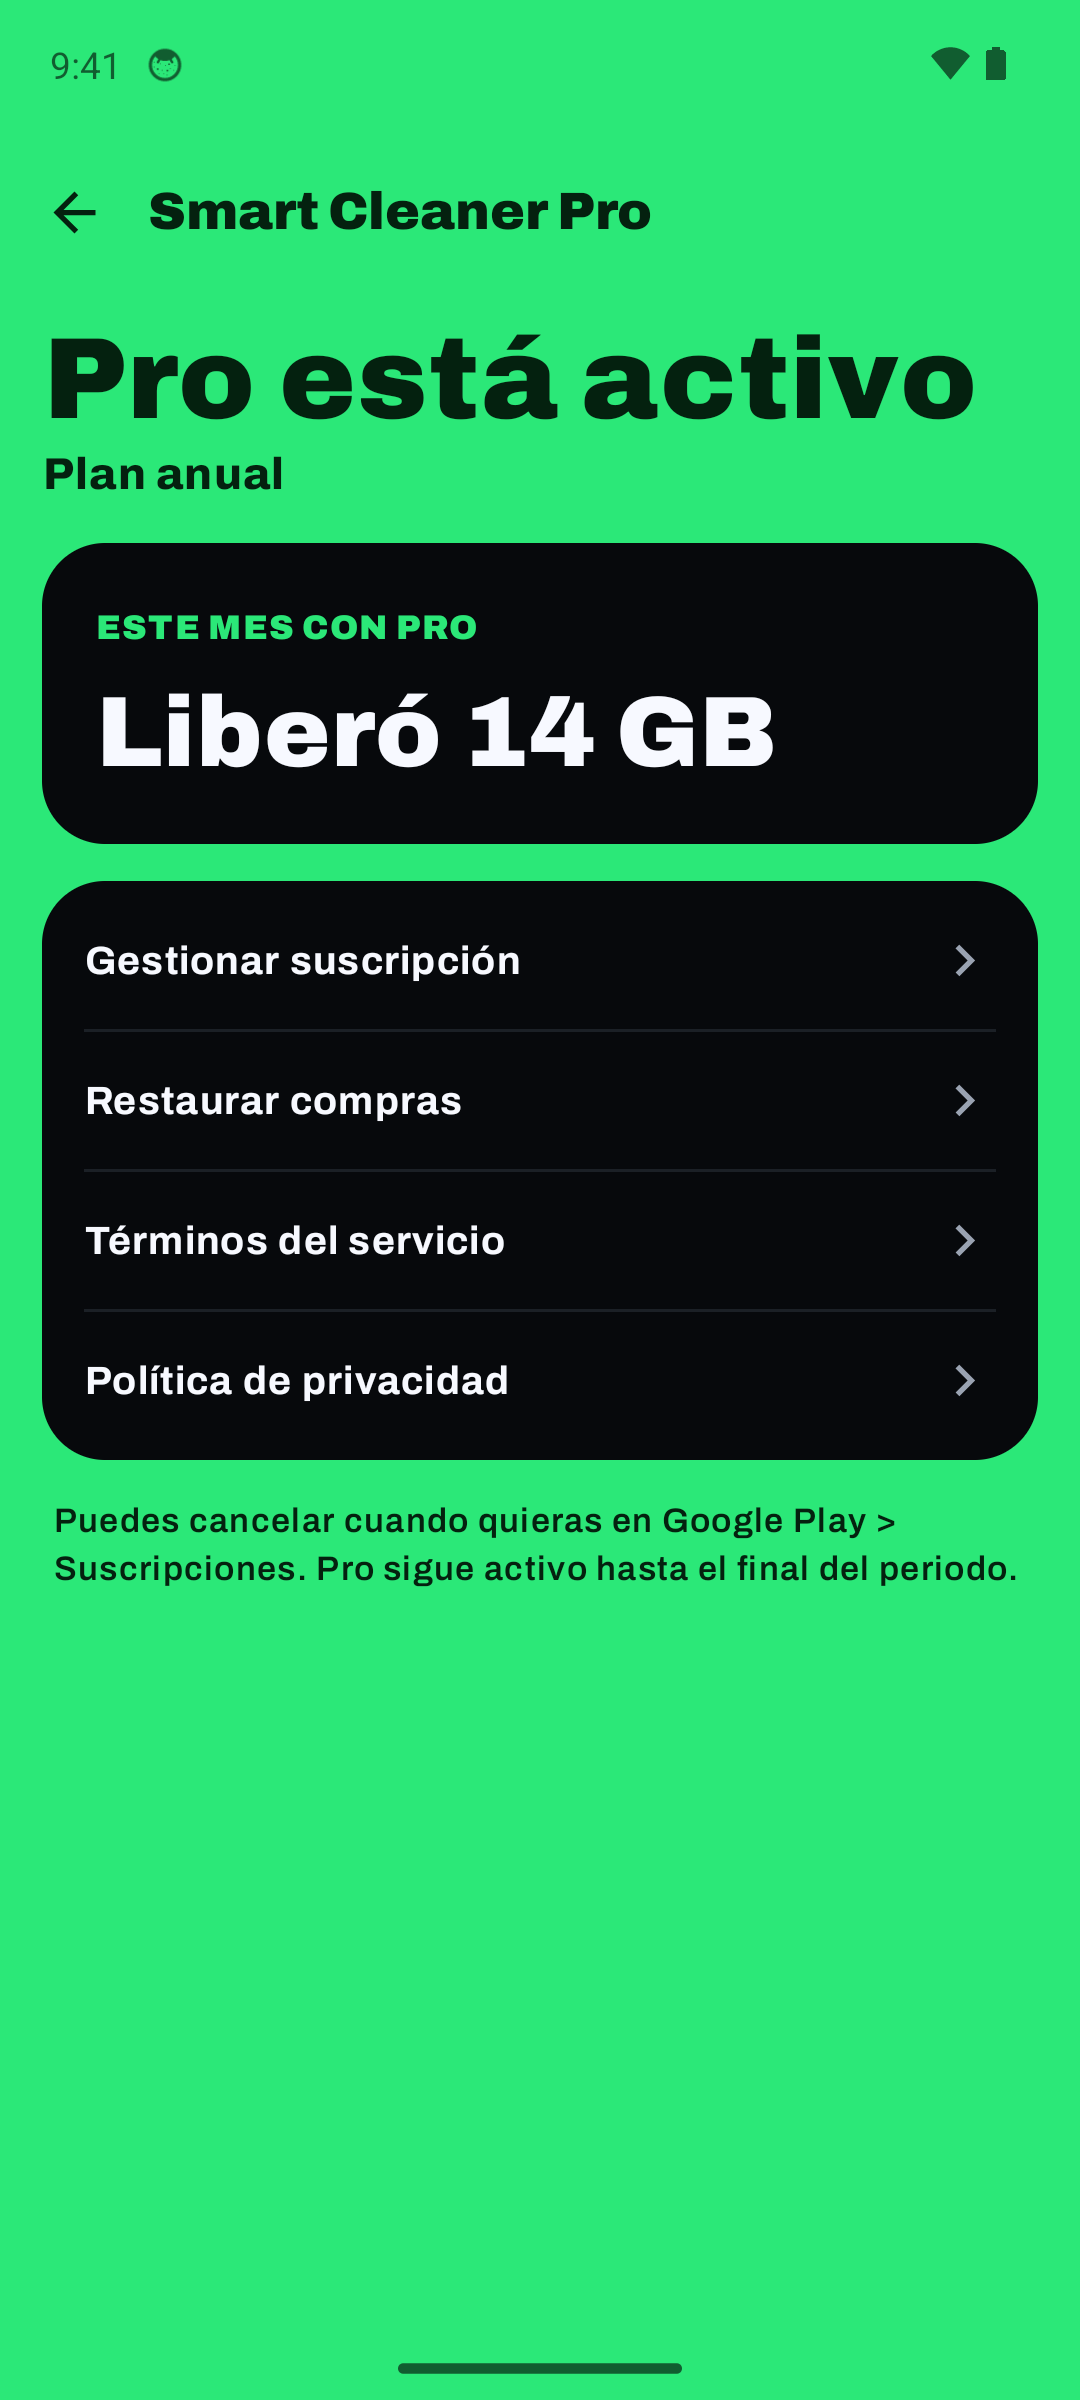 9:41
Smart Cleaner Pro
Pro está activo
Plan anual
ESTE MES CON PRO
Liberó 14 GB
Gestionar suscripción
Restaurar compras
Términos del servicio
Política de privacidad
Puedes cancelar cuando quieras en Google Play >
Suscripciones. Pro sigue activo hasta el final del periodo.